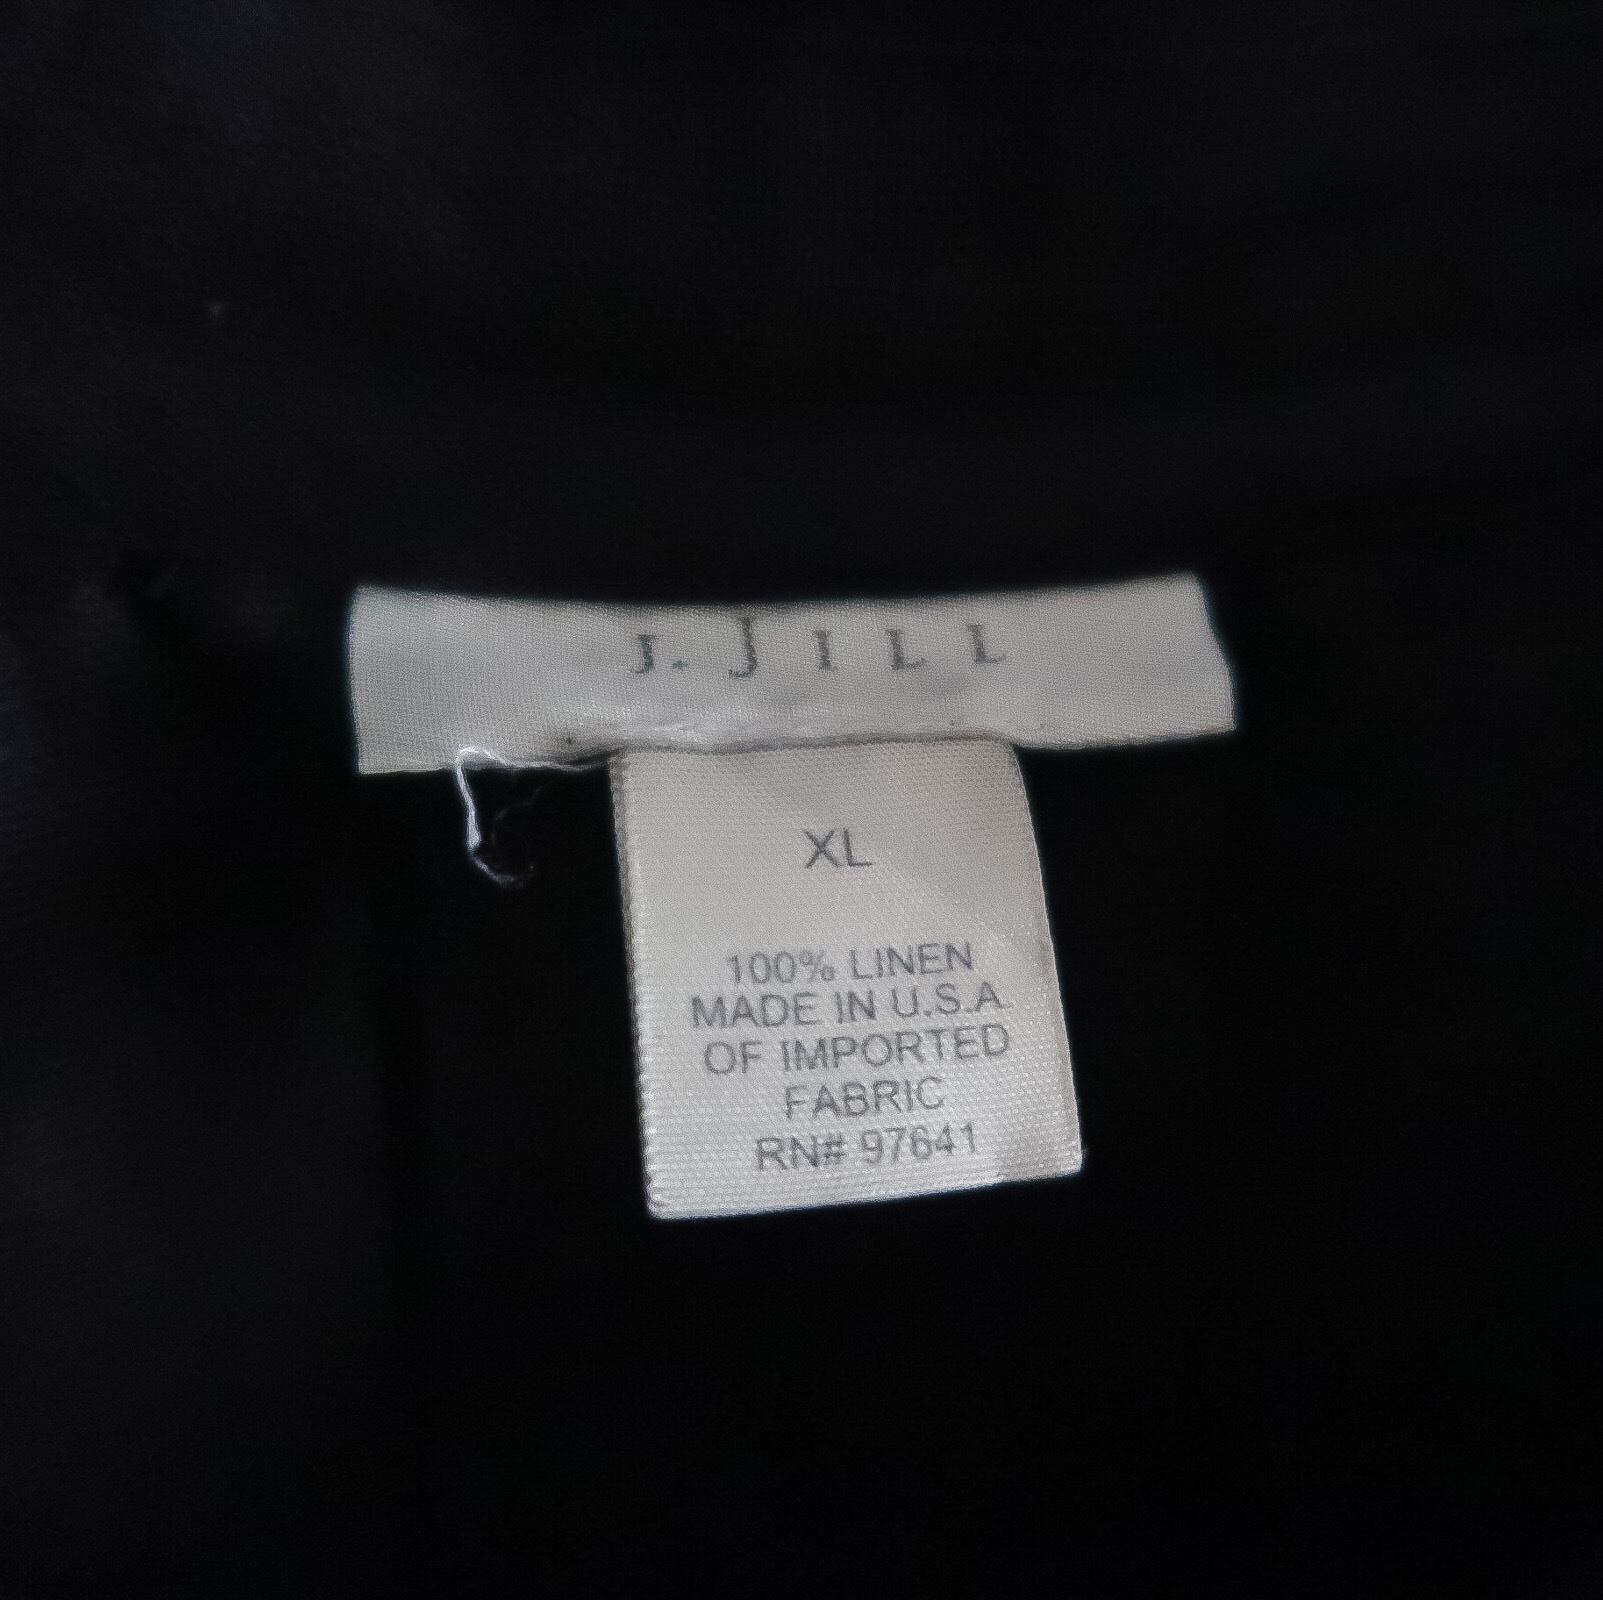 J. JILL
XL
100% LINEN
MADE IN U.S.A.
OF IMPORTED
FABRIC
RN# 97641